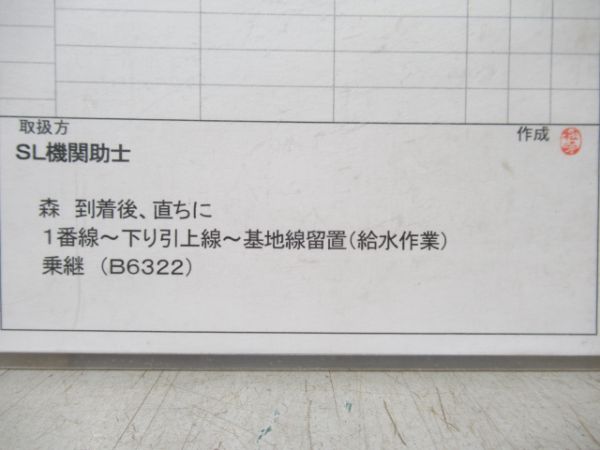 取扱方
作成
SL機関助士
森 到着後、直ちに
1番線～下り引上線～基地線留置(給水作業)
乗継 (B6322)